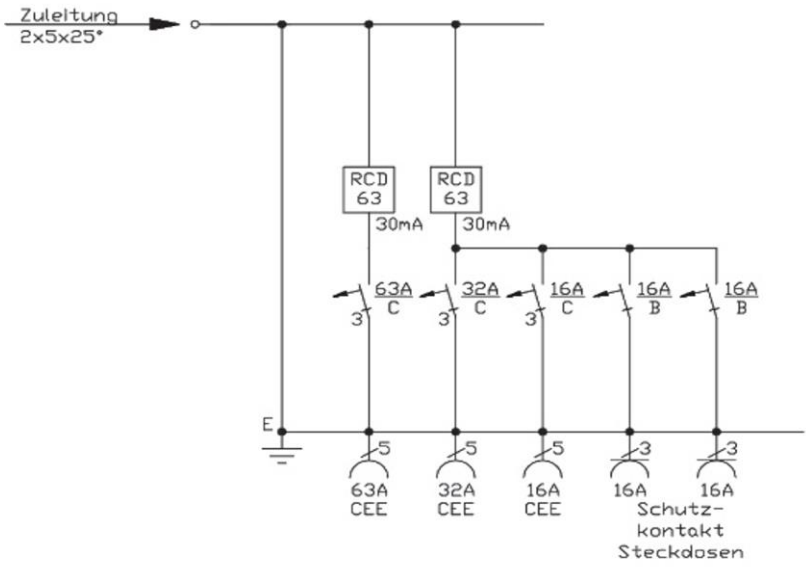 Zuleitung
2x5x25°
RCD
63
30mA
RCD
63
30mA
63A
C
3
32A
C
3
16A
C
3
16A
B
16A
B
E
5
5
5
3
3
63A
CEE
32A
CEE
16A
CEE
16A
16A
Schutz-
kontakt
Steckdosen